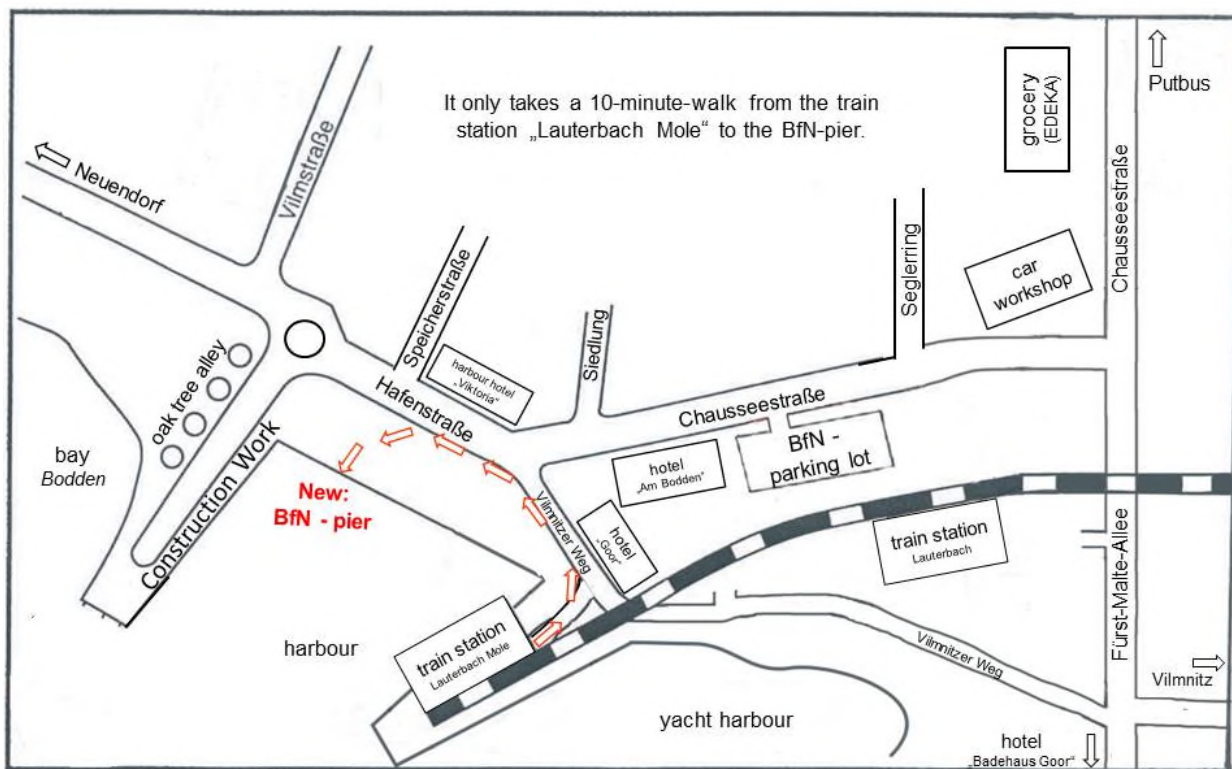 It only takes a 10-minute-walk from the train
station „Lauterbach Mole“ to the BfN-pier.
grocery
(EDEKA)
Putbus
Neuendorf
Vilmstraße
Chausseestraße
Speicherstraße
Seglerring
car
workshop
Siedlung
oak tree alley
harbour hotel
„Viktoria“
Hafenstraße
Chausseestraße
bay
Bodden
BfN -
parking lot
hotel
„Am Bodden“
New:
BfN - pier
Construction Work
Vilmnitzer Weg
hotel
„Goor“
train station
Lauterbach
Fürst-Malte-Allee
harbour
train station
Lauterbach Mole
Vilmnitzer Weg
Vilmnitz
yacht harbour
hotel
„Badehaus Goor“